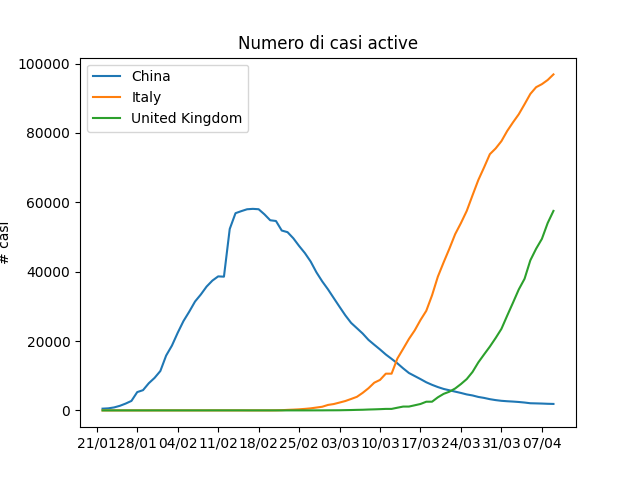 Numero di casi active
China
Italy
United Kingdom
100000
80000
60000
40000
20000
0
# casi
21/01 28/01 04/02 11/02 18/02 25/02 03/03 10/03 17/03 24/03 31/03 07/04